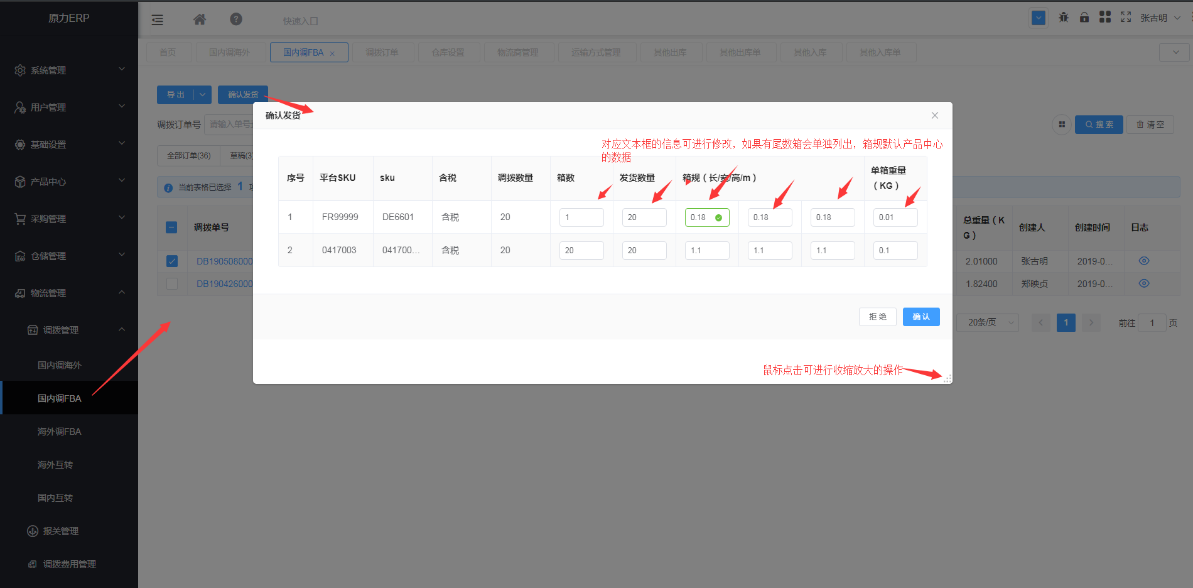 原力ERP
快速入口
张古明
首页
国内调海外
国内调FBA ×
调拨订单
仓库设置
物流商管理
运输方式管理
其他出库
其他出库单
其他入库
其他入库单
系统管理
用户管理
基础设置
产品中心
采购管理
仓储管理
物流管理
调拨管理
国内调海外
国内调FBA
海外调FBA
海外互转
国内互转
报关管理
调拨费用管理
导 出
确认发货
调拨订单号
请输入单号
搜 索
清 空
全部订单(36)
草稿(3
当前表格已选择 1 项
调拨单号
总重量（KG）
创建人
创建时间
日志
DB190508000
2.01000
张古明
2019-0...
DB190426000
1.82400
郑映贞
2019-0...
20条/页
1
前往 1 页
确认发货
对应文本框的信息可进行修改，如果有尾数箱会单独列出，箱规默认产品中心
的数据
序号 平台SKU sku 含税 调拨数量 箱数 发货数量 箱规（长/宽/高/m） 单箱重量（KG）
1 FR99999 DE6601 含税 20 1 20 0.18 0.18 0.18 0.01
2 0417003 041700... 含税 20 20 20 1.1 1.1 1.1 0.1
拒 绝
确 认
鼠标点击可进行收缩放大的操作